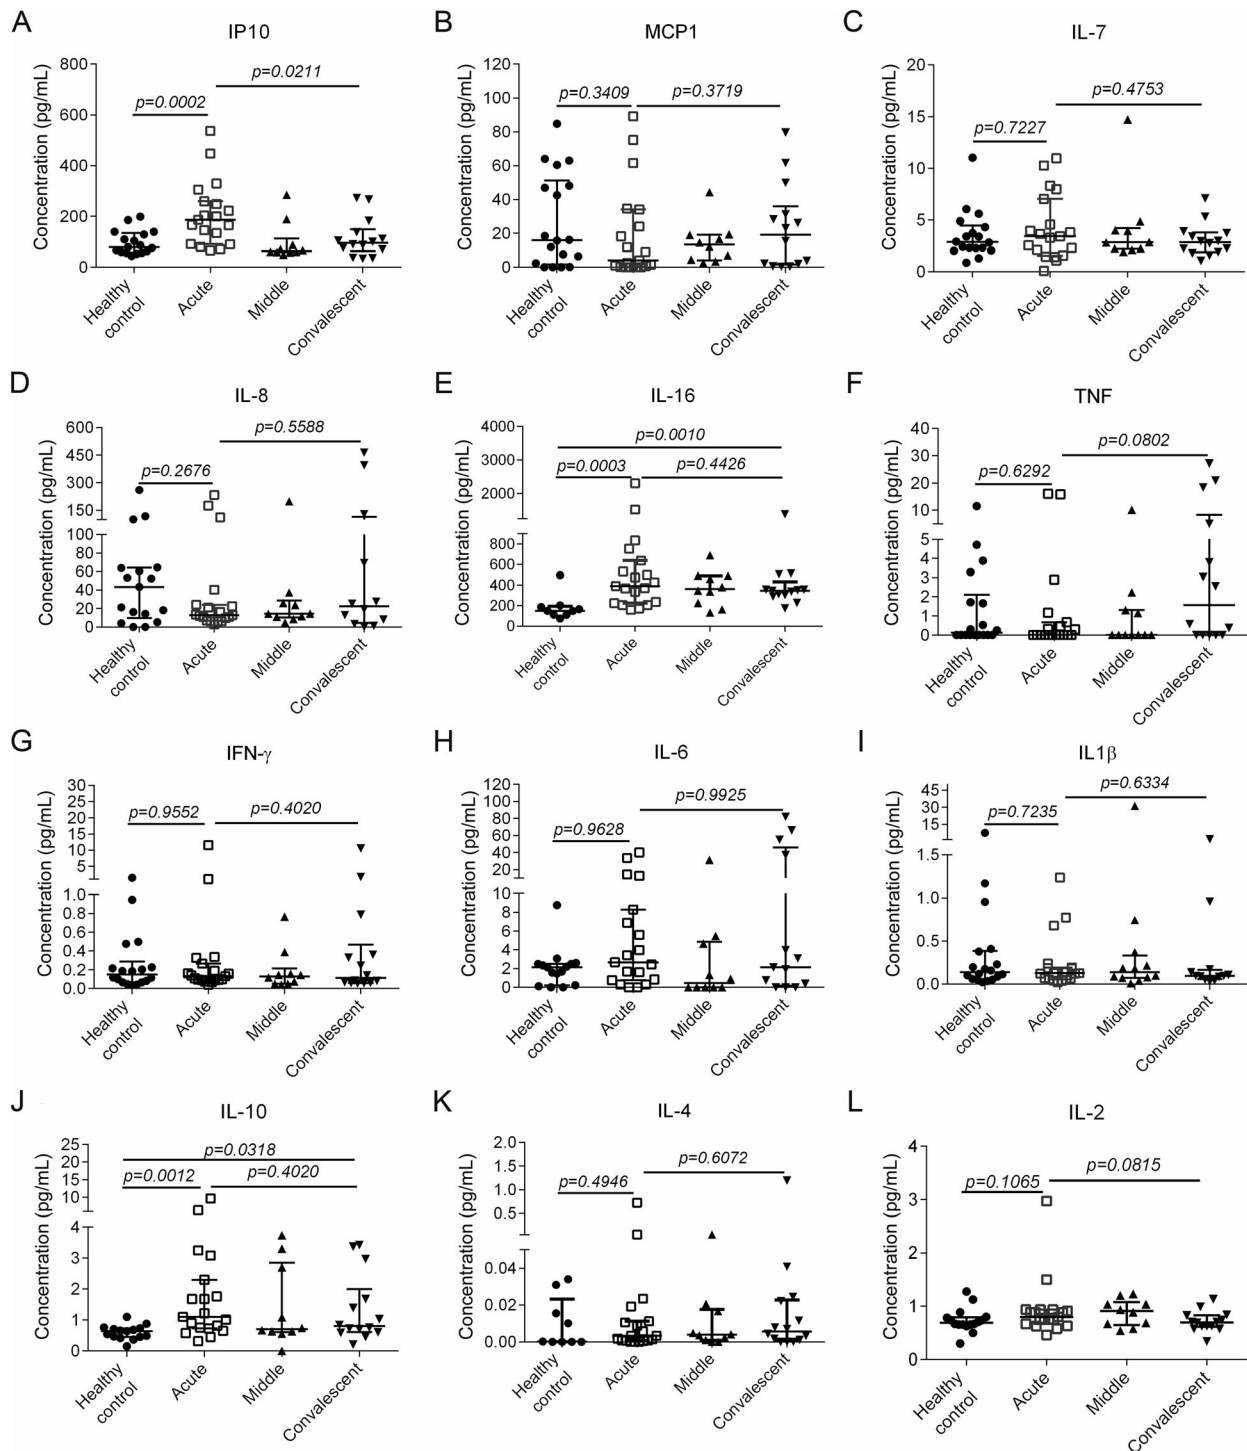 A
IP10
Concentration (pg/mL)
800
600
400
200
0
p=0.0002
p=0.0211
Healthy control
Acute
Middle
Convalescent
B
MCP1
Concentration (pg/mL)
120
100
80
60
40
20
0
p=0.3409
p=0.3719
Healthy control
Acute
Middle
Convalescent
C
IL-7
Concentration (pg/mL)
20
15
10
5
0
p=0.7227
p=0.4753
Healthy control
Acute
Middle
Convalescent
D
IL-8
Concentration (pg/mL)
600
450
300
150
100
80
60
40
20
0
p=0.2676
p=0.5588
Healthy control
Acute
Middle
Convalescent
E
IL-16
Concentration (pg/mL)
4000
3000
2000
800
600
400
200
0
p=0.0010
p=0.0003
p=0.4426
Healthy control
Acute
Middle
Convalescent
F
TNF
Concentration (pg/mL)
40
30
20
10
5
4
3
2
1
0
p=0.6292
p=0.0802
Healthy control
Acute
Middle
Convalescent
G
IFN-γ
Concentration (pg/mL)
30
25
20
15
10
5
1.0
0.8
0.6
0.4
0.2
0.0
p=0.9552
p=0.4020
Healthy control
Acute
Middle
Convalescent
H
IL-6
Concentration (pg/mL)
120
100
80
60
40
20
10
8
6
4
2
0
p=0.9628
p=0.9925
Healthy control
Acute
Middle
Convalescent
I
IL1β
Concentration (pg/mL)
45
30
15
1.5
1.0
0.5
0.0
p=0.7235
p=0.6334
Healthy control
Acute
Middle
Convalescent
J
IL-10
Concentration (pg/mL)
25
20
15
10
5
4
3
2
1
0
p=0.0318
p=0.0012
p=0.4020
Healthy control
Acute
Middle
Convalescent
K
IL-4
Concentration (pg/mL)
2.0
1.5
1.0
0.5
0.04
0.02
0.00
p=0.4946
p=0.6072
Healthy control
Acute
Middle
Convalescent
L
IL-2
Concentration (pg/mL)
4
3
2
1
0
p=0.1065
p=0.0815
Healthy control
Acute
Middle
Convalescent